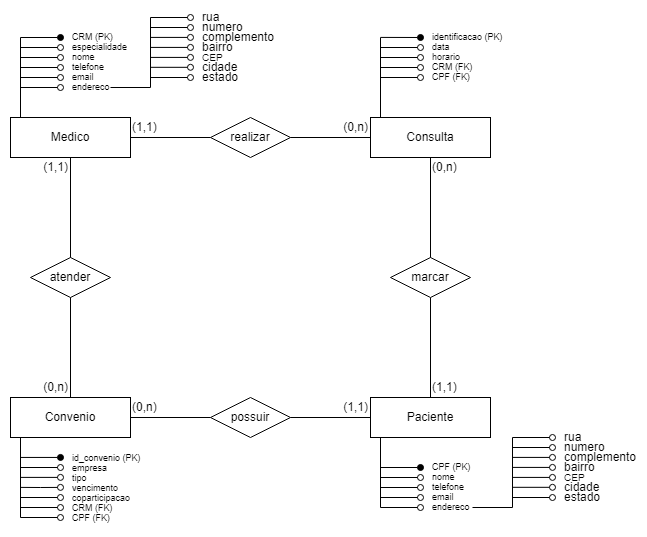 CRM (PK)
especialidade
nome
telefone
email
endereco
rua
numero
complemento
bairro
CEP
cidade
estado
identificacao (PK)
data
horario
CRM (FK)
CPF (FK)
Medico
(1,1)
realizar
(0,n)
Consulta
(1,1)
(0,n)
atender
marcar
(0,n)
(1,1)
Convenio
(0,n)
possuir
(1,1)
Paciente
id_convenio (PK)
empresa
tipo
vencimento
coparticipacao
CRM (FK)
CPF (FK)
CPF (PK)
nome
telefone
email
endereco
rua
numero
complemento
bairro
CEP
cidade
estado